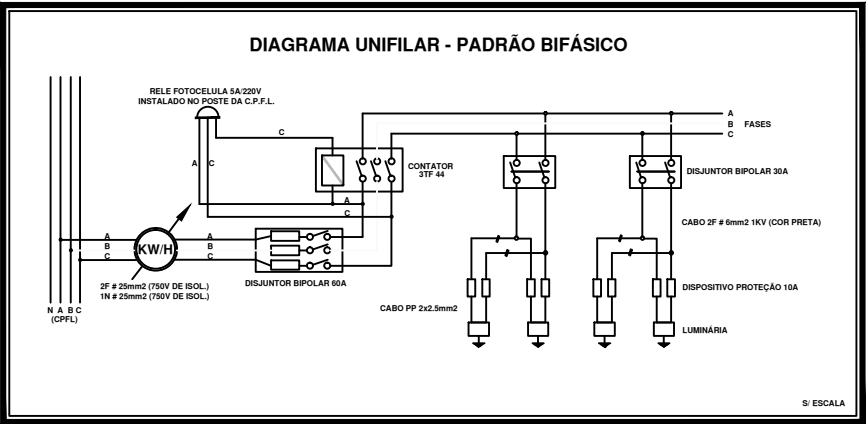 DIAGRAMA UNIFILAR - PADRÃO BIFÁSICO
RELE FOTOCELULA 5A/220V
INSTALADO NO POSTE DA C.P.F.L.
C
A C
CONTATOR
3TF 44
A
B FASES
C
DISJUNTOR BIPOLAR 30A
A
C
CABO 2F # 6mm2 1KV (COR PRETA)
A
B
C
KW/H
A
B
C
DISJUNTOR BIPOLAR 60A
2F # 25mm2 (750V DE ISOL.)
1N # 25mm2 (750V DE ISOL.)
DISPOSITIVO PROTEÇÃO 10A
N A B C
(CPFL)
CABO PP 2x2.5mm2
LUMINÁRIA
S/ ESCALA